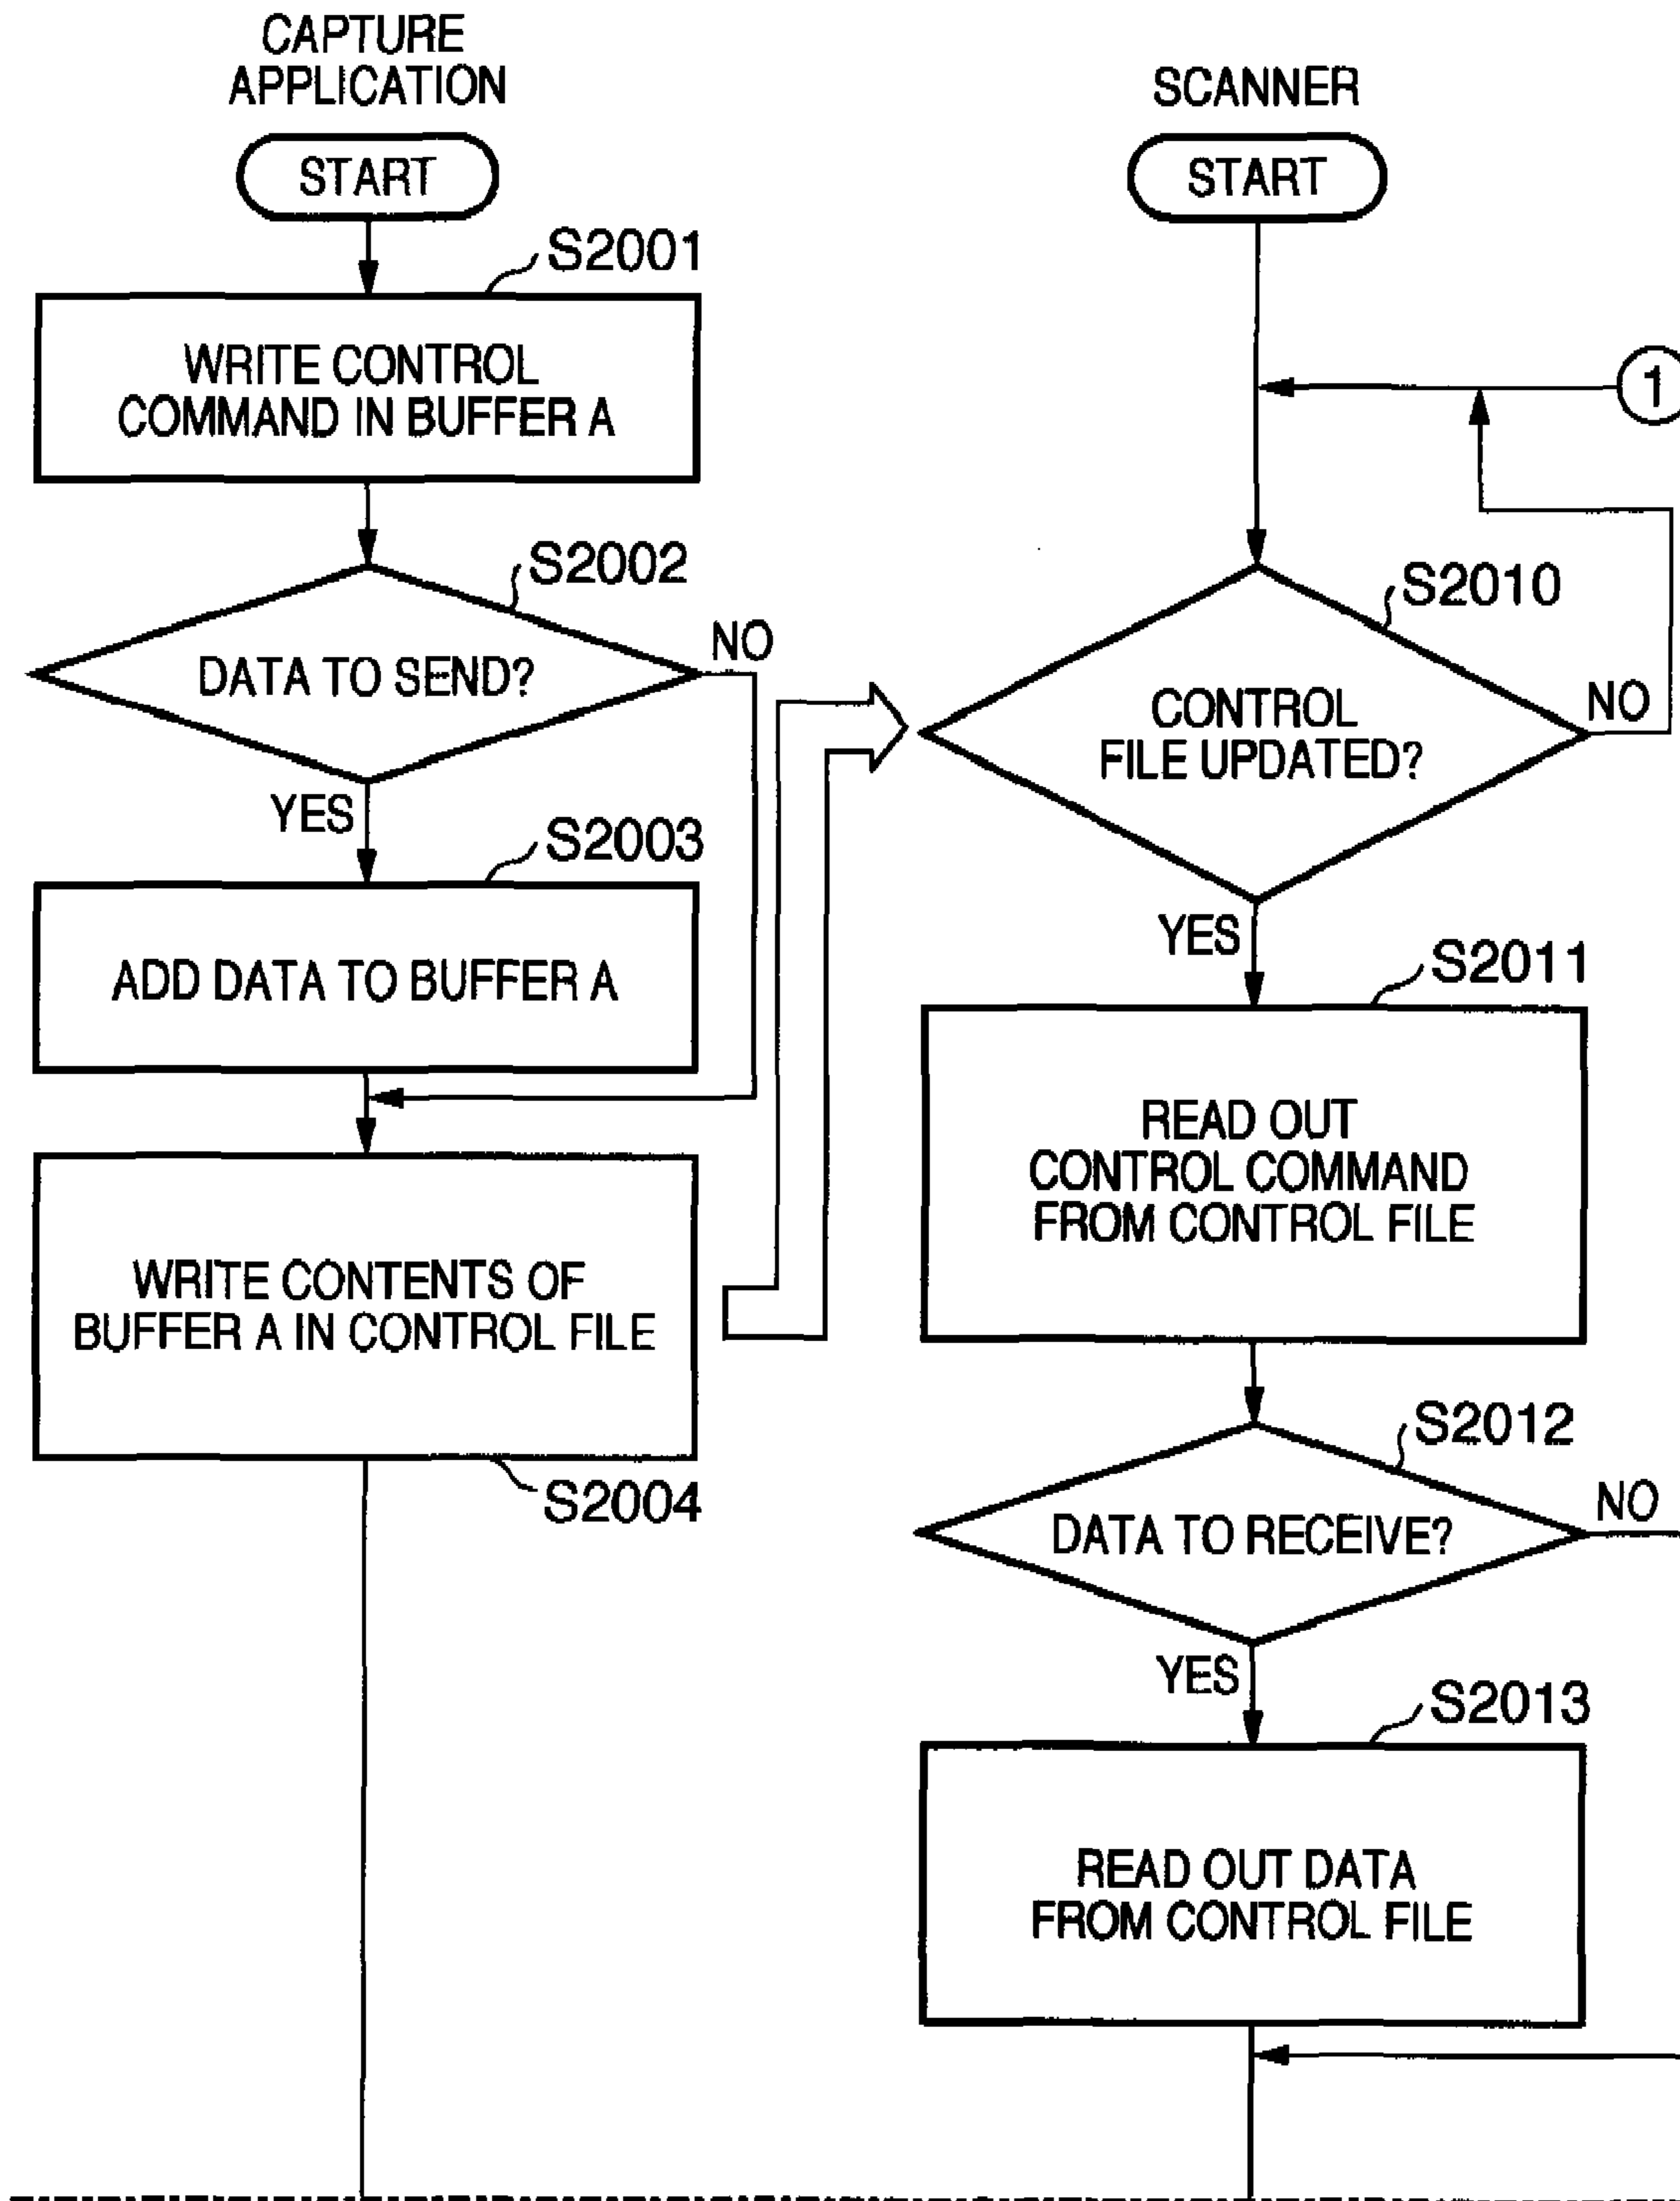 CAPTURE
APPLICATION
START
S2001
WRITE CONTROL
COMMAND IN BUFFER A
S2002
DATA TO SEND?
NO
YES
S2003
ADD DATA TO BUFFER A
WRITE CONTENTS OF
BUFFER A IN CONTROL FILE
S2004
SCANNER
START
1
S2010
CONTROL
FILE UPDATED?
NO
YES
S2011
READ OUT
CONTROL COMMAND
FROM CONTROL FILE
S2012
DATA TO RECEIVE?
NO
YES
S2013
READ OUT DATA
FROM CONTROL FILE